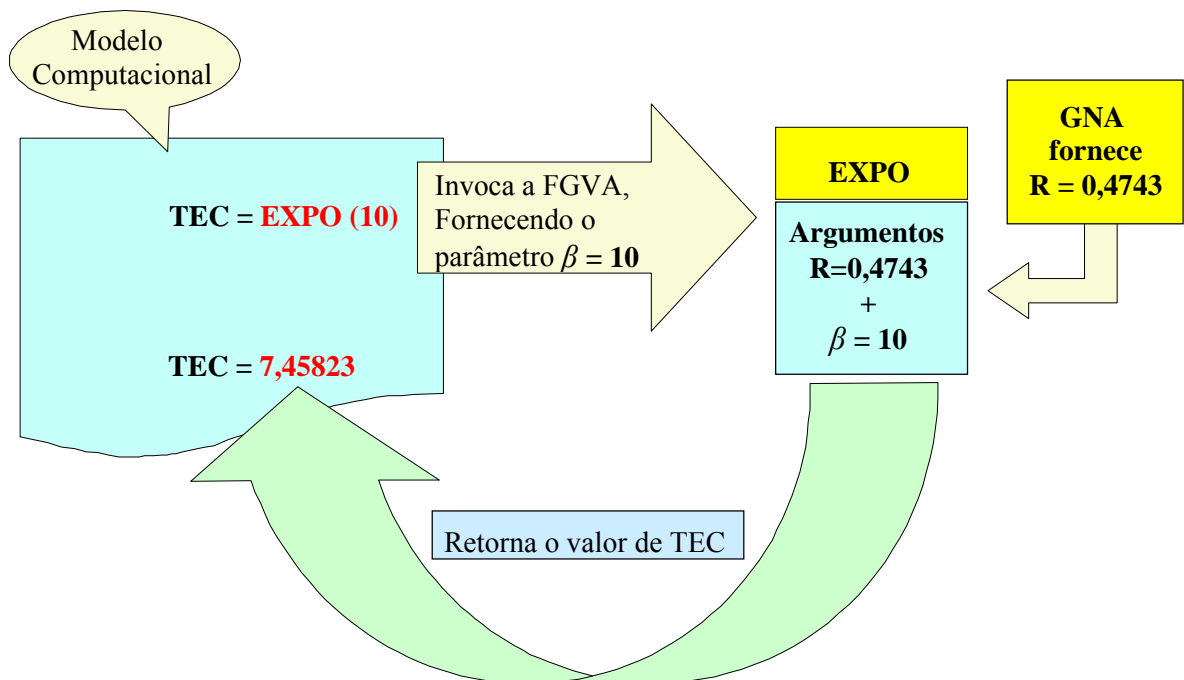 Modelo
Computacional
TEC = EXPO (10)
TEC = 7,45823
Invoca a FGVA,
Fornecendo o
parâmetro β = 10
EXPO
Argumentos
R=0,4743
+
β = 10
GNA
fornece
R = 0,4743
Retorna o valor de TEC